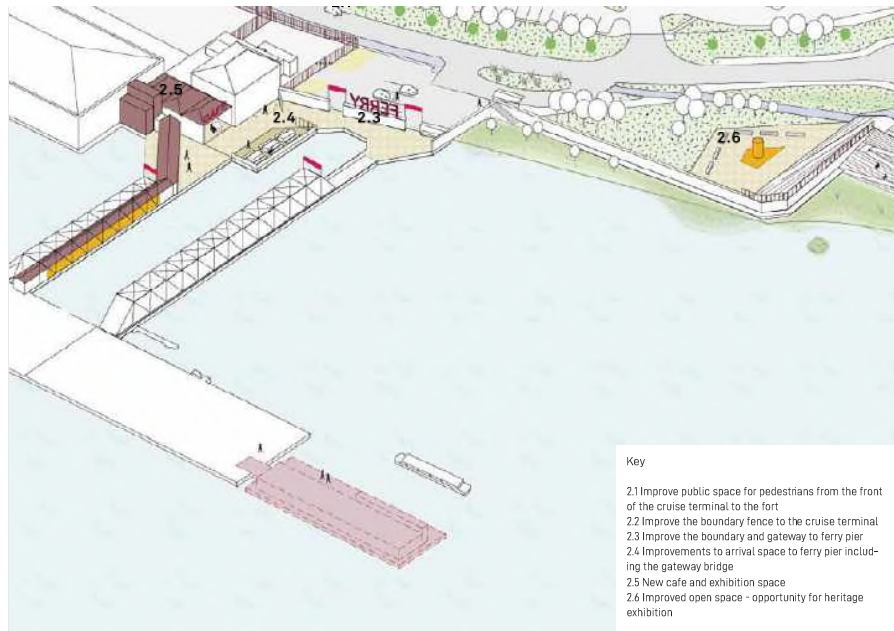 2.5
CAFE
2.4
FERRY
2.3
2.6
Key
2.1 Improve public space for pedestrians from the front
of the cruise terminal to the fort
2.2 Improve the boundary fence to the cruise terminal
2.3 Improve the boundary and gateway to ferry pier
2.4 Improvements to arrival space to ferry pier includ-
ing the gateway bridge
2.5 New cafe and exhibition space
2.6 Improved open space - opportunity for heritage
exhibition